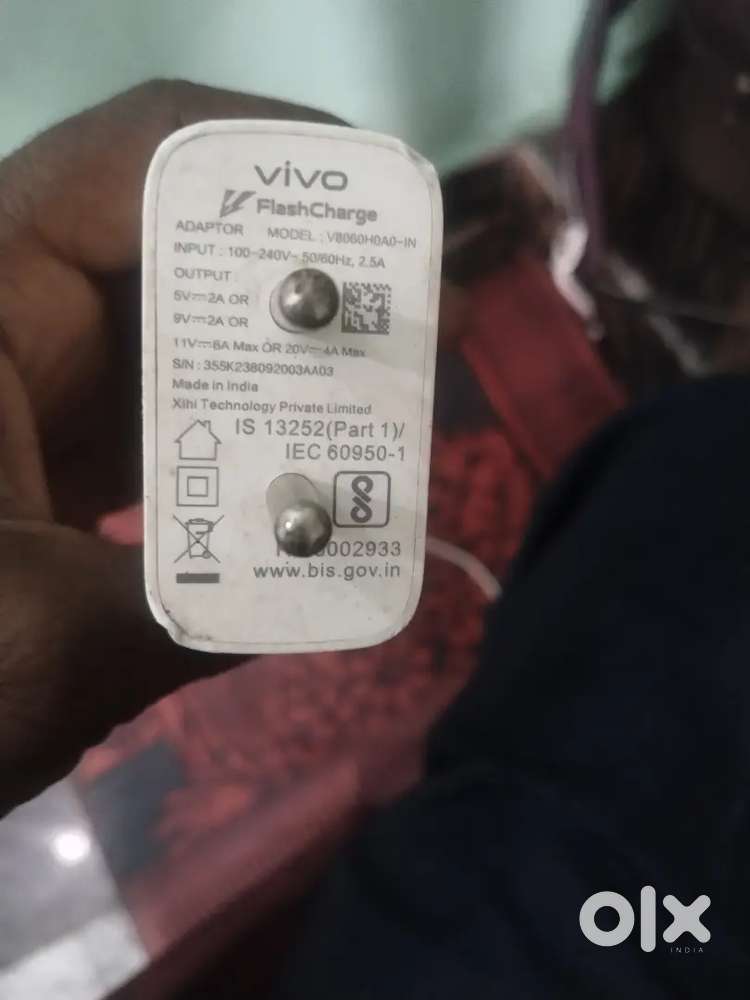 vivo
FlashCharge
ADAPTOR MODEL : V8060H0A0-IN
INPUT : 100-240V~ 50/60Hz, 2.5A
OUTPUT :
5V⎓2A OR
9V⎓2A OR
11V⎓6A Max OR 20V⎓4A Max
S/N : 355K238092003AA03
Made in India
Xihi Technology Private Limited
IS 13252(Part 1)/
IEC 60950-1
www.bis.gov.in
olx
INDIA